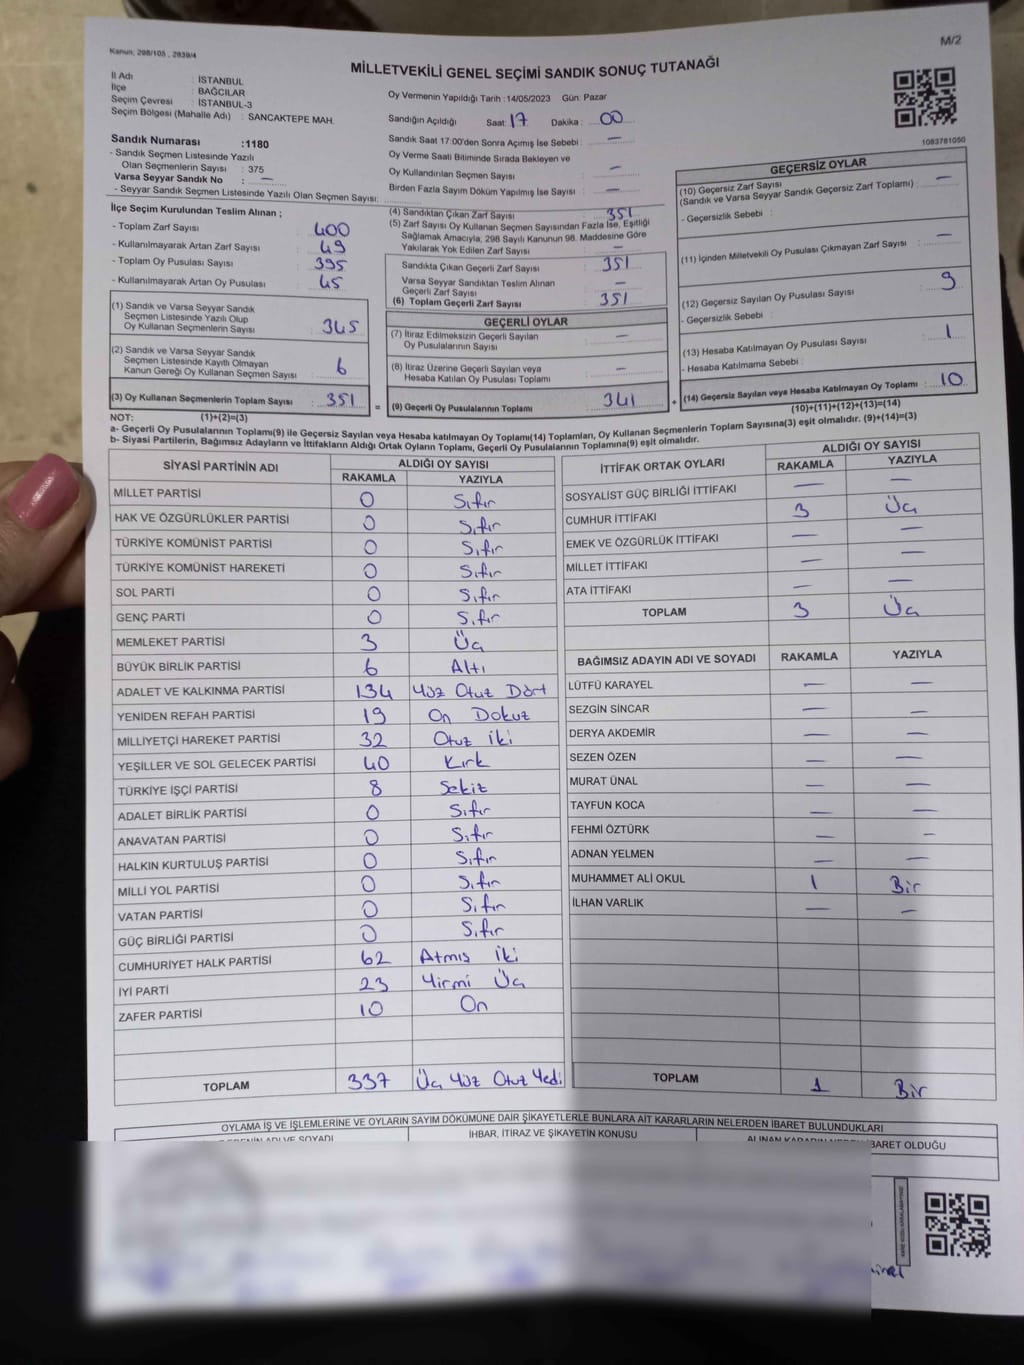 Kanun, 298/105 , 2839/4
M/2
MİLLETVEKİLİ GENEL SEÇİMİ SANDIK SONUÇ TUTANAĞI
İl Adı : İSTANBUL
İlçe : BAĞCILAR
Seçim Çevresi : İSTANBUL-3
Seçim Bölgesi (Mahalle Adı) : SANCAKTEPE MAH.
Sandık Numarası :1180
- Sandık Seçmen Listesinde Yazılı
Olan Seçmenlerin Sayısı : 375
Varsa Seyyar Sandık No : —
- Seyyar Sandık Seçmen Listesinde Yazılı Olan Seçmen Sayısı:
Oy Vermenin Yapıldığı Tarih :14/05/2023 Gün: Pazar
Sandığın Açıldığı Saat: 17 Dakika : 00
Sandık Saat 17:00'den Sonra Açımış İse Sebebi : —
Oy Verme Saati Bitiminde Sırada Bekleyen ve
Oy Kullandırılan Seçmen Sayısı : —
Birden Fazla Sayım Döküm Yapılmış İse Sayısı : —
1083781050
İlçe Seçim Kurulundan Teslim Alınan ;
- Toplam Zarf Sayısı : 400
- Kullanılmayarak Artan Zarf Sayısı : 49
- Toplam Oy Pusulası Sayısı : 395
- Kullanılmayarak Artan Oy Pusulası : 45
(1) Sandık ve Varsa Seyyar Sandık
Seçmen Listesinde Yazılı Olup
Oy Kullanan Seçmenlerin Sayısı : 345
(2) Sandık ve Varsa Seyyar Sandık
Seçmen Listesinde Kayıtlı Olmayan
Kanun Gereği Oy Kullanan Seçmen Sayısı : 6
(3) Oy Kullanan Seçmenlerin Toplam Sayısı : 351
(4) Sandıktan Çıkan Zarf Sayısı : 351
(5) Zarf Sayısı Oy Kullanan Seçmen Sayısından Fazla İse, Eşitliği
Sağlamak Amacıyla, 298 Sayılı Kanunun 98. Maddesine Göre
Yakılarak Yok Edilen Zarf Sayısı : —
Sandıkta Çıkan Geçerli Zarf Sayısı : 351
Varsa Seyyar Sandıktan Teslim Alınan
Geçerli Zarf Sayısı : —
(6) Toplam Geçerli Zarf Sayısı : 351
GEÇERLİ OYLAR
(7) İtiraz Edilmeksizin Geçerli Sayılan
Oy Pusulalarının Sayısı : —
(8) İtiraz Üzerine Geçerli Sayılan veya
Hesaba Katılan Oy Pusulası Toplamı : —
= (9) Geçerli Oy Pusulalarının Toplamı : 341
GEÇERSİZ OYLAR
(10) Geçersiz Zarf Sayısı
(Sandık ve Varsa Seyyar Sandık Geçersiz Zarf Toplamı) : —
- Geçersizlik Sebebi :
(11) İçinden Milletvekili Oy Pusulası Çıkmayan Zarf Sayısı : —
(12) Geçersiz Sayılan Oy Pusulası Sayısı : 9
- Geçersizlik Sebebi :
(13) Hesaba Katılmayan Oy Pusulası Sayısı : 1
- Hesaba Katılmama Sebebi :
+ (14) Geçersiz Sayılan veya Hesaba Katılmayan Oy Toplamı : 10
NOT: (1)+(2)=(3)
(10)+(11)+(12)+(13)=(14)
a- Geçerli Oy Pusulalarının Toplamı(9) ile Geçersiz Sayılan veya Hesaba katılmayan Oy Toplamı(14) Toplamları, Oy Kullanan Seçmenlerin Toplam Sayısına(3) eşit olmalıdır. (9)+(14)=(3)
b- Siyasi Partilerin, Bağımsız Adayların ve İttifakların Aldığı Ortak Oyların Toplamı, Geçerli Oy Pusulalarının Toplamına(9) eşit olmalıdır.
SİYASİ PARTİNİN ADI
ALDIĞI OY SAYISI
RAKAMLA YAZIYLA
MİLLET PARTİSİ 0 Sıfır
HAK VE ÖZGÜRLÜKLER PARTİSİ 0 Sıfır
TÜRKİYE KOMÜNİST PARTİSİ 0 Sıfır
TÜRKİYE KOMÜNİST HAREKETİ 0 Sıfır
SOL PARTİ 0 Sıfır
GENÇ PARTİ 0 Sıfır
MEMLEKET PARTİSİ 3 Üç
BÜYÜK BİRLİK PARTİSİ 6 Altı
ADALET VE KALKINMA PARTİSİ 134 Yüz Otuz Dört
YENİDEN REFAH PARTİSİ 19 On Dokuz
MİLLİYETÇİ HAREKET PARTİSİ 32 Otuz İki
YEŞİLLER VE SOL GELECEK PARTİSİ 40 Kırk
TÜRKİYE İŞÇİ PARTİSİ 8 Sekiz
ADALET BİRLİK PARTİSİ 0 Sıfır
ANAVATAN PARTİSİ 0 Sıfır
HALKIN KURTULUŞ PARTİSİ 0 Sıfır
MİLLİ YOL PARTİSİ 0 Sıfır
VATAN PARTİSİ 0 Sıfır
GÜÇ BİRLİĞİ PARTİSİ 0 Sıfır
CUMHURİYET HALK PARTİSİ 62 Atmış İki
İYİ PARTİ 23 Yirmi Üç
ZAFER PARTİSİ 10 On
TOPLAM 337 Üç Yüz Otuz Yedi
İTTİFAK ORTAK OYLARI
ALDIĞI OY SAYISI
RAKAMLA YAZIYLA
SOSYALİST GÜÇ BİRLİĞİ İTTİFAKI — —
CUMHUR İTTİFAKI 3 Üç
EMEK VE ÖZGÜRLÜK İTTİFAKI — —
MİLLET İTTİFAKI — —
ATA İTTİFAKI — —
TOPLAM 3 Üç
BAĞIMSIZ ADAYIN ADI VE SOYADI RAKAMLA YAZIYLA
LÜTFÜ KARAYEL — —
SEZGİN SİNCAR — —
DERYA AKDEMİR — —
SEZEN ÖZEN — —
MURAT ÜNAL — —
TAYFUN KOCA — —
FEHMİ ÖZTÜRK — —
ADNAN YELMEN — —
MUHAMMET ALİ OKUL 1 Bir
İLHAN VARLIK — —
TOPLAM 1 Bir
OYLAMA İŞ VE İŞLEMLERİNE VE OYLARIN SAYIM DÖKÜMÜNE DAİR ŞİKAYETLERLE BUNLARA AİT KARARLARIN NELERDEN İBARET BULUNDUKLARI
ADI VE SOYADI
İHBAR, İTİRAZ VE ŞİKAYETİN KONUSU